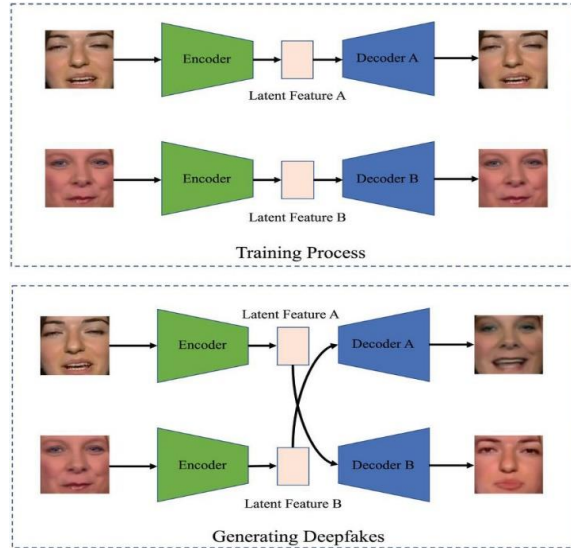 Encoder
Decoder A
Latent Feature A
Encoder
Decoder B
Latent Feature B
Training Process
Latent Feature A
Encoder
Decoder A
Encoder
Decoder B
Latent Feature B
Generating Deepfakes